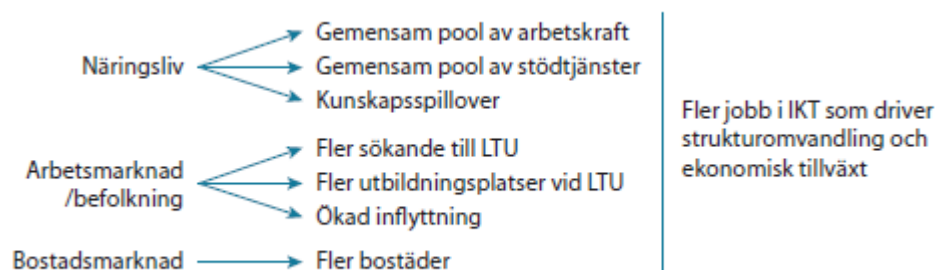 Näringsliv
Gemensam pool av arbetskraft
Gemensam pool av stödtjänster
Kunskapsspillover
Arbetsmarknad
/befolkning
Fler sökande till LTU
Fler utbildningsplatser vid LTU
Ökad inflyttning
Bostadsmarknad
Fler bostäder
Fler jobb i IKT som driver
strukturomvandling och
ekonomisk tillväxt